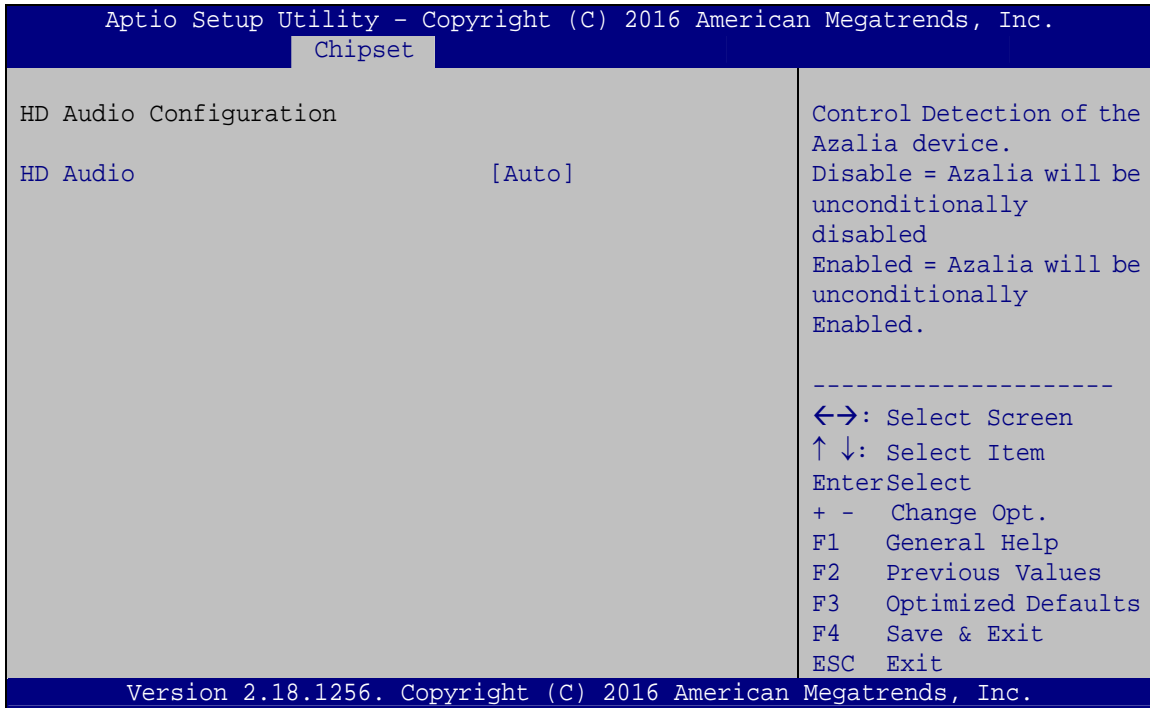 Aptio Setup Utility – Copyright (C) 2016 American Megatrends, Inc.
Chipset
HD Audio Configuration
HD Audio [Auto]
Control Detection of the
Azalia device.
Disable = Azalia will be
unconditionally
disabled
Enabled = Azalia will be
unconditionally
Enabled.
---------------------
←→: Select Screen
↑ ↓: Select Item
EnterSelect
+ - Change Opt.
F1 General Help
F2 Previous Values
F3 Optimized Defaults
F4 Save & Exit
ESC Exit
Version 2.18.1256. Copyright (C) 2016 American Megatrends, Inc.